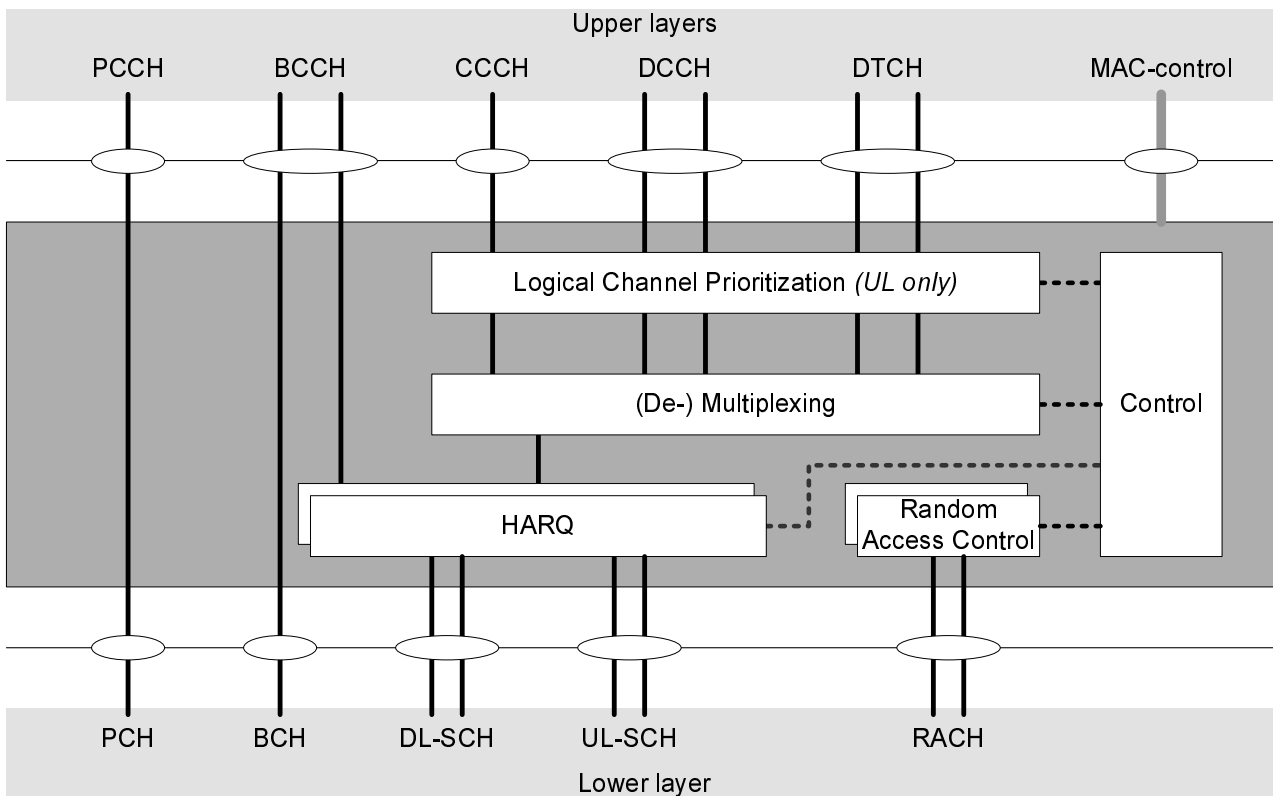 Upper layers
PCCH BCCH CCCH DCCH DTCH MAC-control
Logical Channel Prioritization (UL only)
(De-) Multiplexing
Control
HARQ
Random
Access Control
PCH BCH DL-SCH UL-SCH RACH
Lower layer